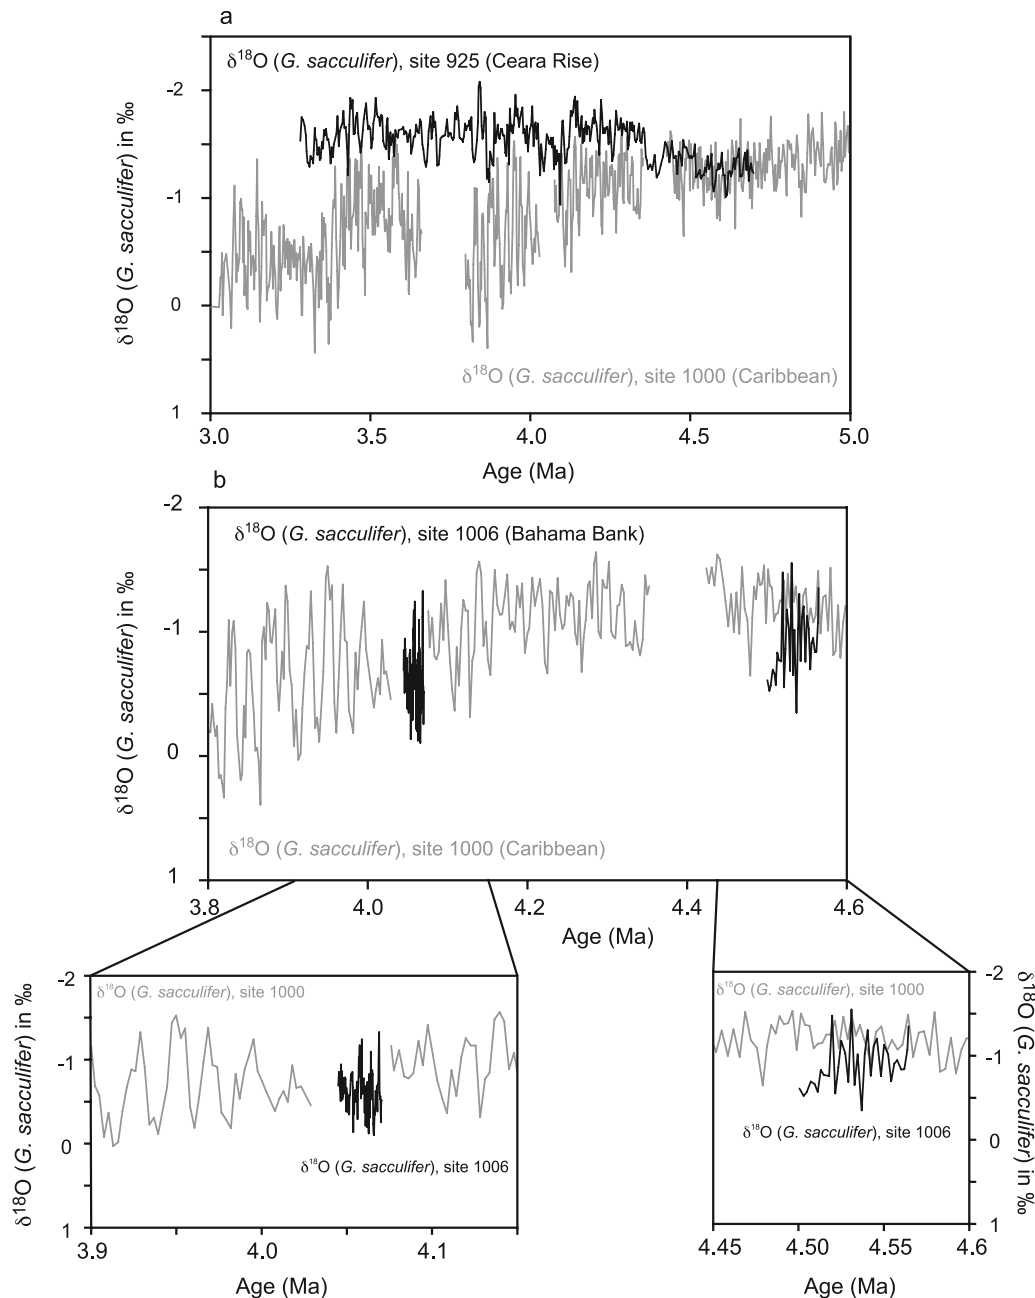 a
δ18O (G. sacculifer), site 925 (Ceara Rise)
-2
-1
0
1
δ18O (G. sacculifer) in ‰
δ18O (G. sacculifer), site 1000 (Caribbean)
3.0 3.5 4.0 4.5 5.0
Age (Ma)
b
δ18O (G. sacculifer), site 1006 (Bahama Bank)
-2
-1
0
1
δ18O (G. sacculifer) in ‰
δ18O (G. sacculifer), site 1000 (Caribbean)
3.8 4.0 4.2 4.4 4.6
Age (Ma)
δ18O (G. sacculifer), site 1000
-2
-1
0
1
δ18O (G. sacculifer) in ‰
δ18O (G. sacculifer), site 1006
3.9 4.0 4.1
Age (Ma)
δ18O (G. sacculifer), site 1000
-2
-1
0
1
δ18O (G. sacculifer) in ‰
δ18O (G. sacculifer), site 1006
4.45 4.50 4.55 4.6
Age (Ma)